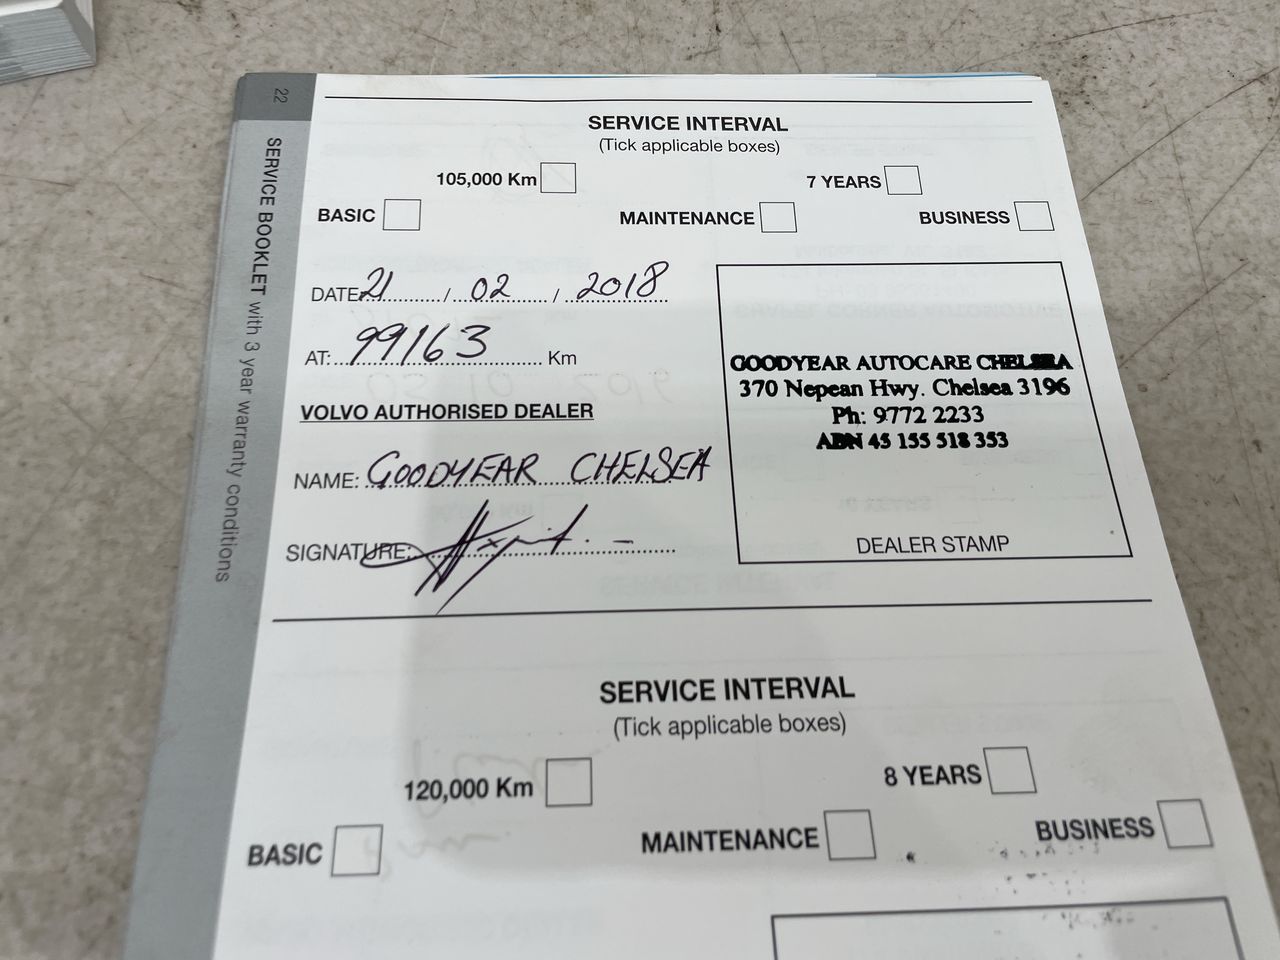 22
SERVICE BOOKLET with 3 year warranty conditions
SERVICE INTERVAL
(Tick applicable boxes)
105,000 Km
7 YEARS
BASIC
MAINTENANCE
BUSINESS
DATE: 21 / 02 / 2018
AT: 99163 Km
VOLVO AUTHORISED DEALER
NAME: GOODYEAR CHELSEA
SIGNATURE:
GOODYEAR AUTOCARE CHELSEA
370 Nepean Hwy. Chelsea 3196
Ph: 9772 2233
ABN 45 155 518 353
DEALER STAMP
SERVICE INTERVAL
(Tick applicable boxes)
120,000 Km
8 YEARS
BASIC
MAINTENANCE
BUSINESS